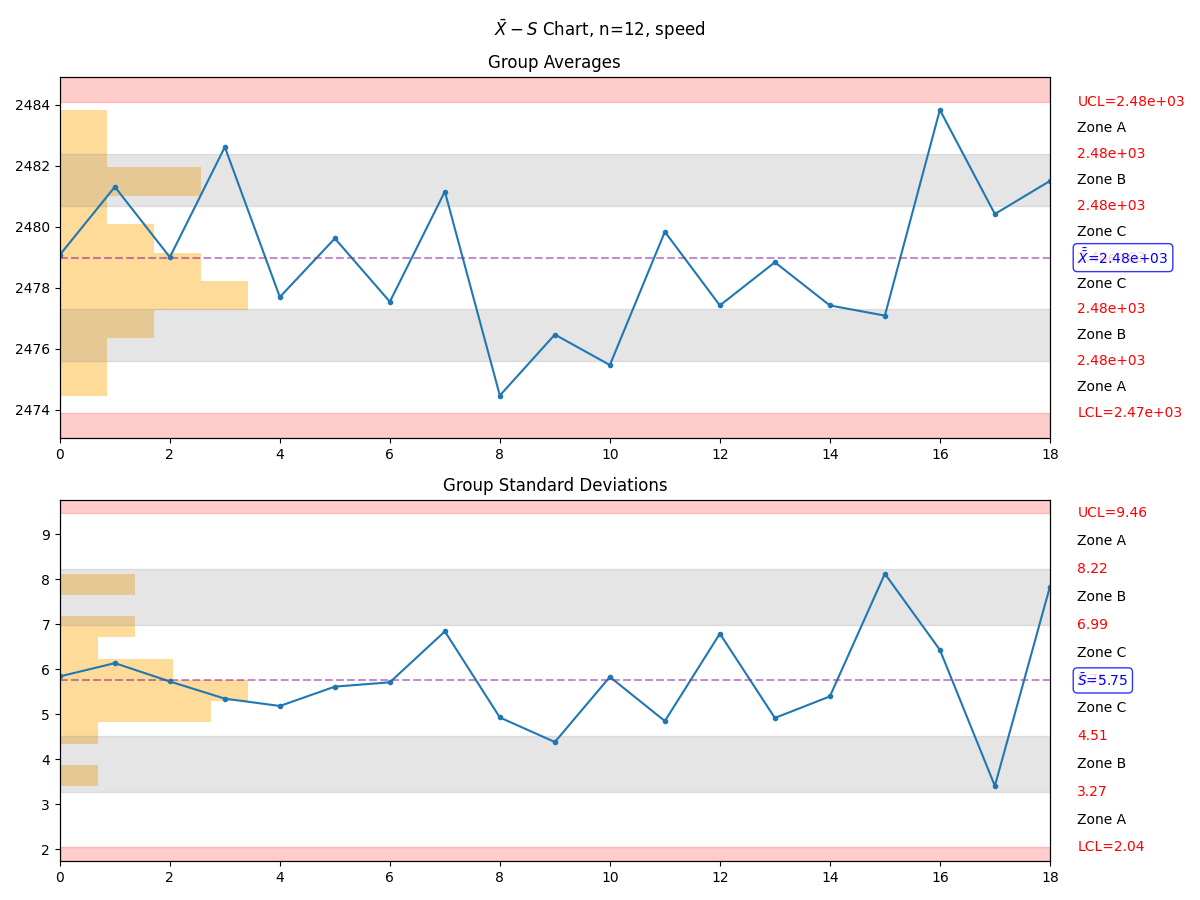 X̄ − S Chart, n=12, speed
Group Averages
2484
2482
2480
2478
2476
2474
0 2 4 6 8 10 12 14 16 18
UCL=2.48e+03
Zone A
2.48e+03
Zone B
2.48e+03
Zone C
X̿=2.48e+03
Zone C
2.48e+03
Zone B
2.48e+03
Zone A
LCL=2.47e+03
Group Standard Deviations
9
8
7
6
5
4
3
2
0 2 4 6 8 10 12 14 16 18
UCL=9.46
Zone A
8.22
Zone B
6.99
Zone C
S̄=5.75
Zone C
4.51
Zone B
3.27
Zone A
LCL=2.04